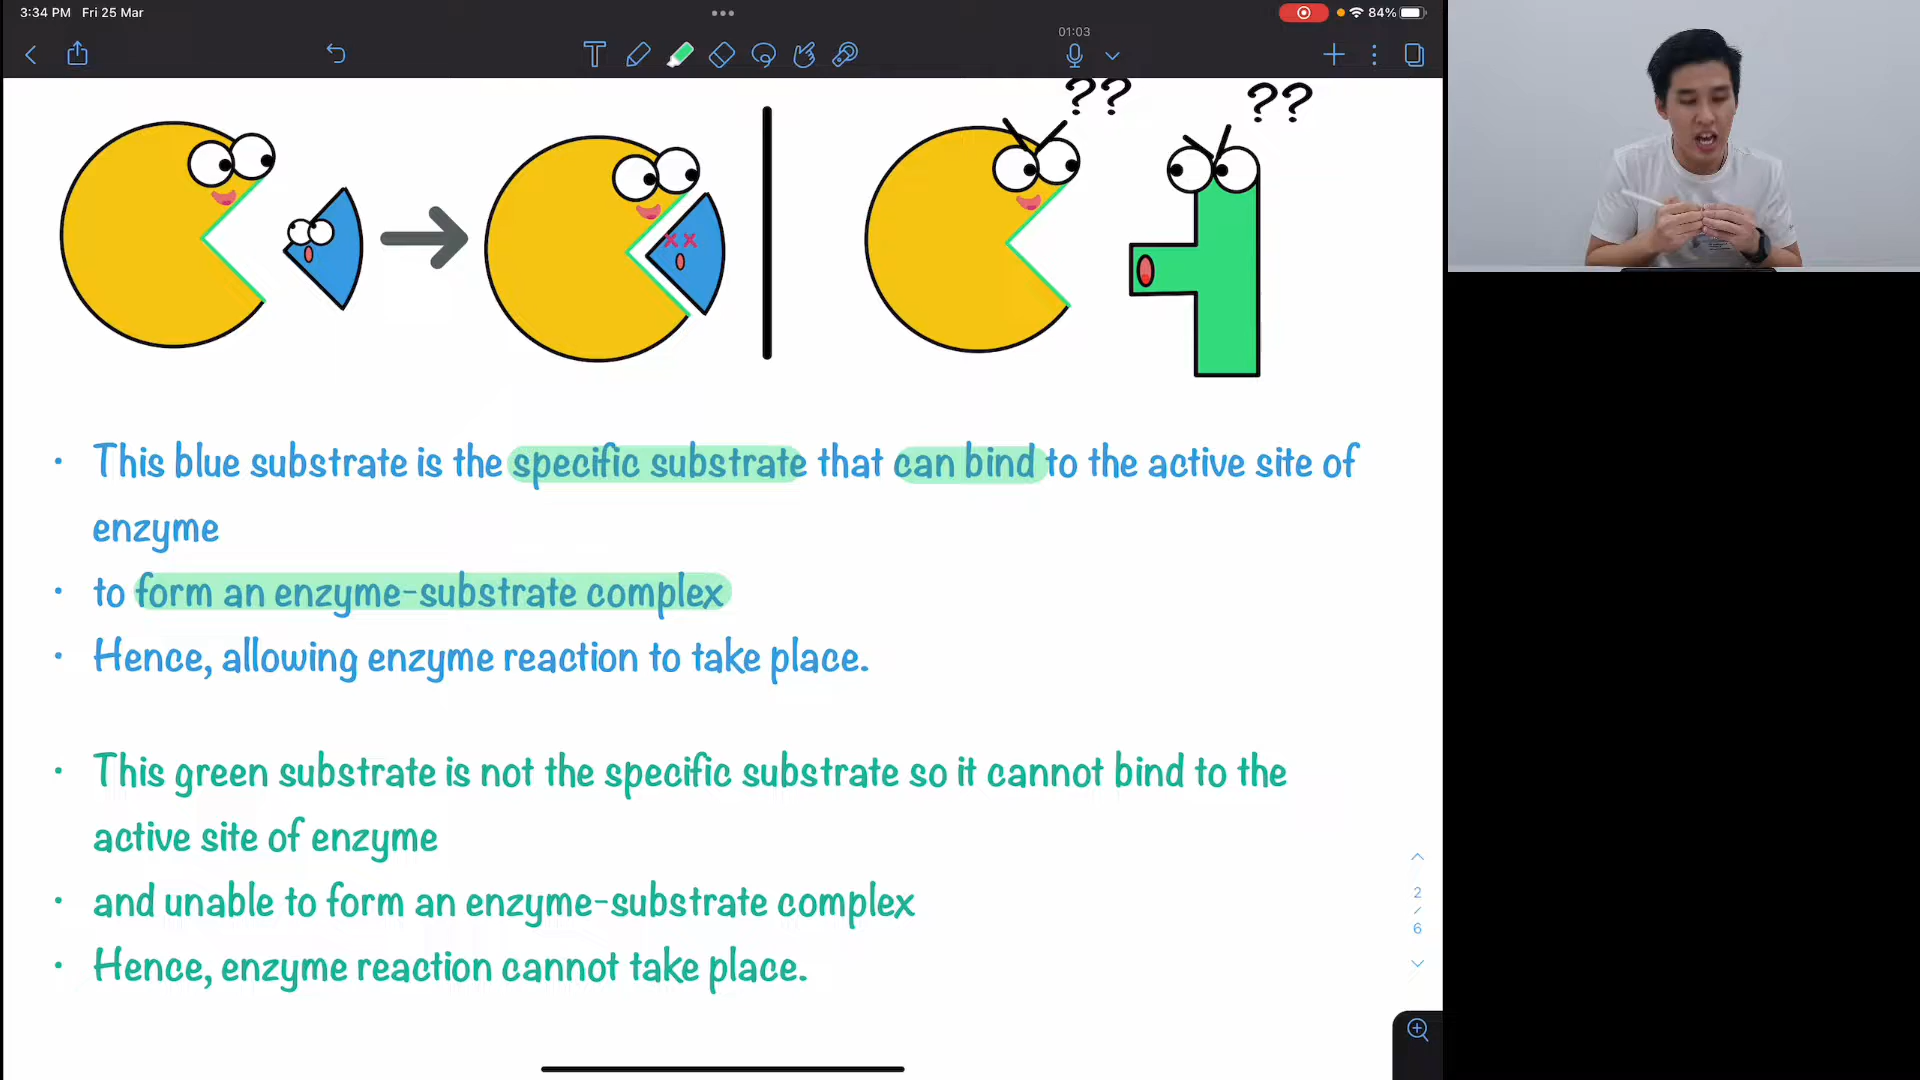 3:34 PM Fri 25 Mar
84%
01:03
?? ??
x x
• This blue substrate is the specific substrate that can bind to the active site of
enzyme
• to form an enzyme-substrate complex
• Hence, allowing enzyme reaction to take place.
• This green substrate is not the specific substrate so it cannot bind to the
active site of enzyme
• and unable to form an enzyme-substrate complex
• Hence, enzyme reaction cannot take place.
2
/
6